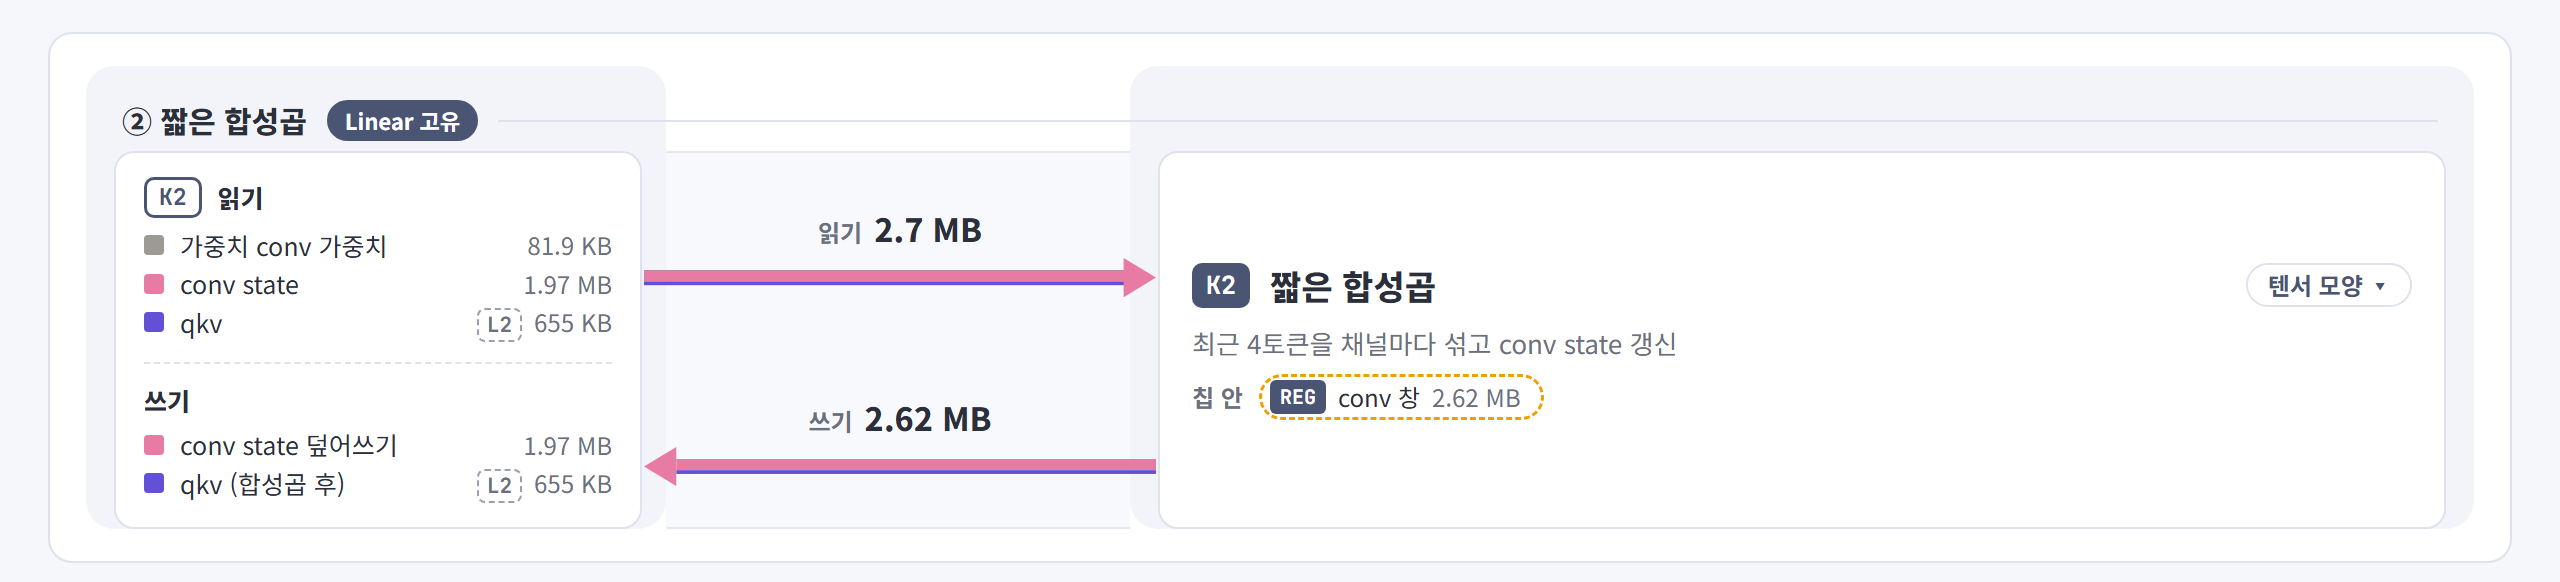 ② 짧은 합성곱 Linear 고유
K2 읽기
가중치 conv 가중치 81.9 KB
conv state 1.97 MB
qkv L2 655 KB
쓰기
conv state 덮어쓰기 1.97 MB
qkv (합성곱 후) L2 655 KB
읽기 2.7 MB
쓰기 2.62 MB
K2 짧은 합성곱
텐서 모양 ▾
최근 4토큰을 채널마다 섞고 conv state 갱신
칩 안 REG conv 창 2.62 MB